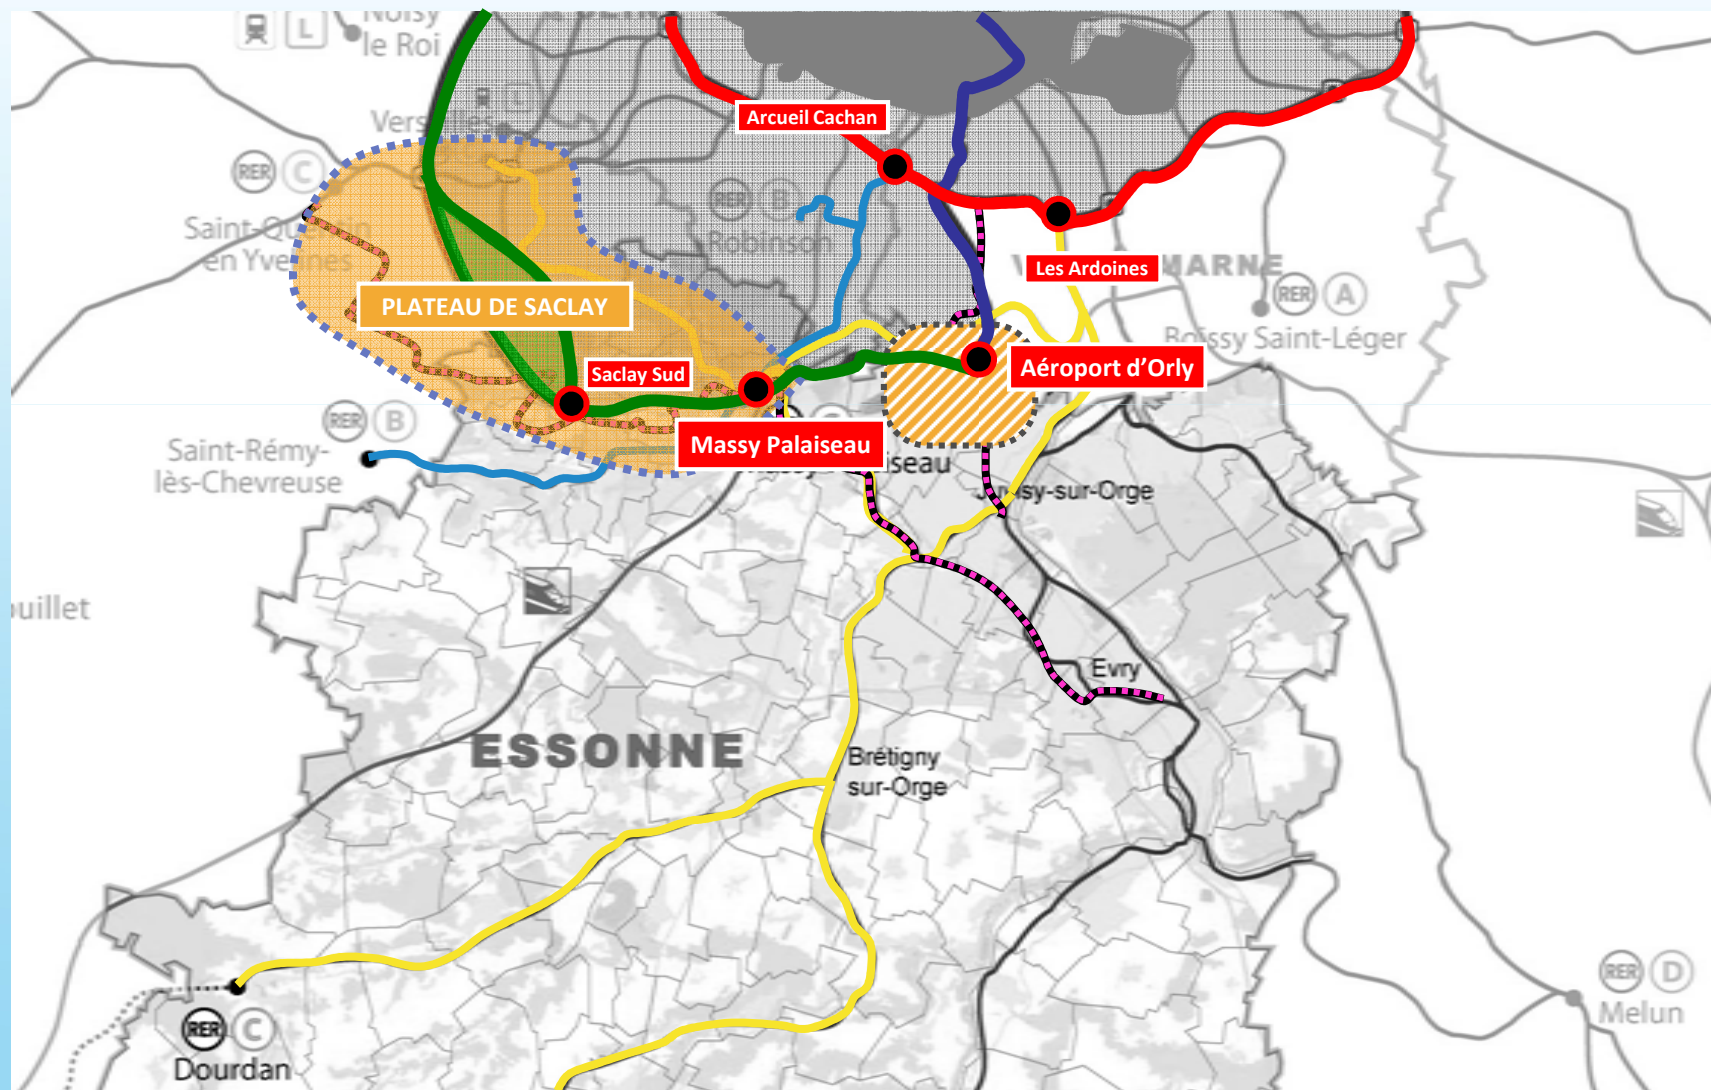 Noisy
le Roi
L
L
Arcueil Cachan
RER C
RER B
Saint-Quentin
en Yvelines
Robinson
Les Ardoines
MARNE
RER A
Boissy Saint-Léger
PLATEAU DE SACLAY
Saclay Sud
Aéroport d’Orly
RER B
Saint-Rémy-
lès-Chevreuse
Massy Palaiseau
iseau
sy-sur-Orge
ouillet
Evry
ESSONNE
Brétigny
sur-Orge
RER C
Dourdan
RER D
Melun